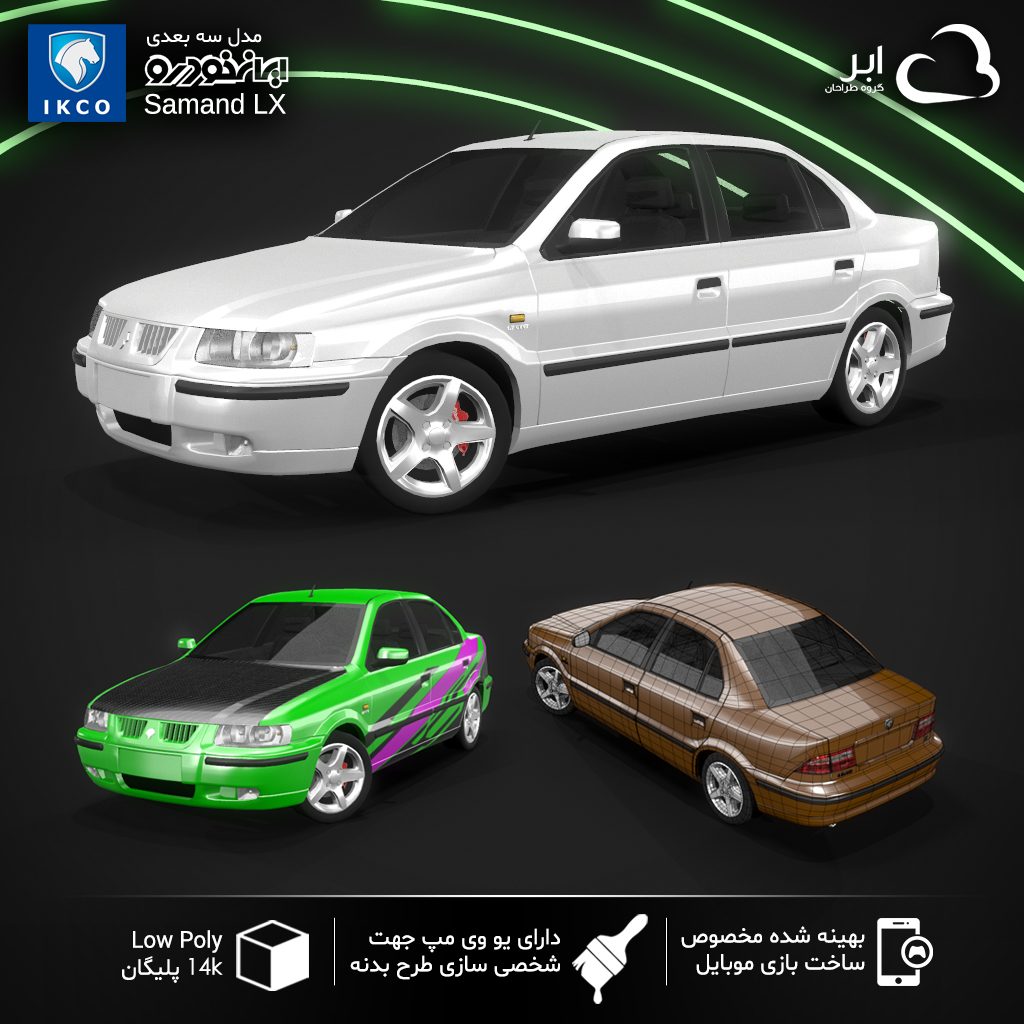 IKCO
مدل سه بعدی
ایران‌خودرو
Samand LX
ابر
گروه طراحان
Low Poly
14k پلیگان
دارای یو وی مپ جهت
شخصی سازی طرح بدنه
بهینه شده مخصوص
ساخت بازی موبایل